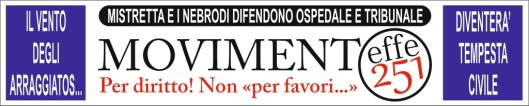 IL VENTO
DEGLI
ARRAGGIATOS...
MISTRETTA E I NEBRODI DIFENDONO OSPEDALE E TRIBUNALE
MOVIMENT
effe
251
Per diritto! Non «per favori...»
DIVENTERA'
TEMPESTA
CIVILE